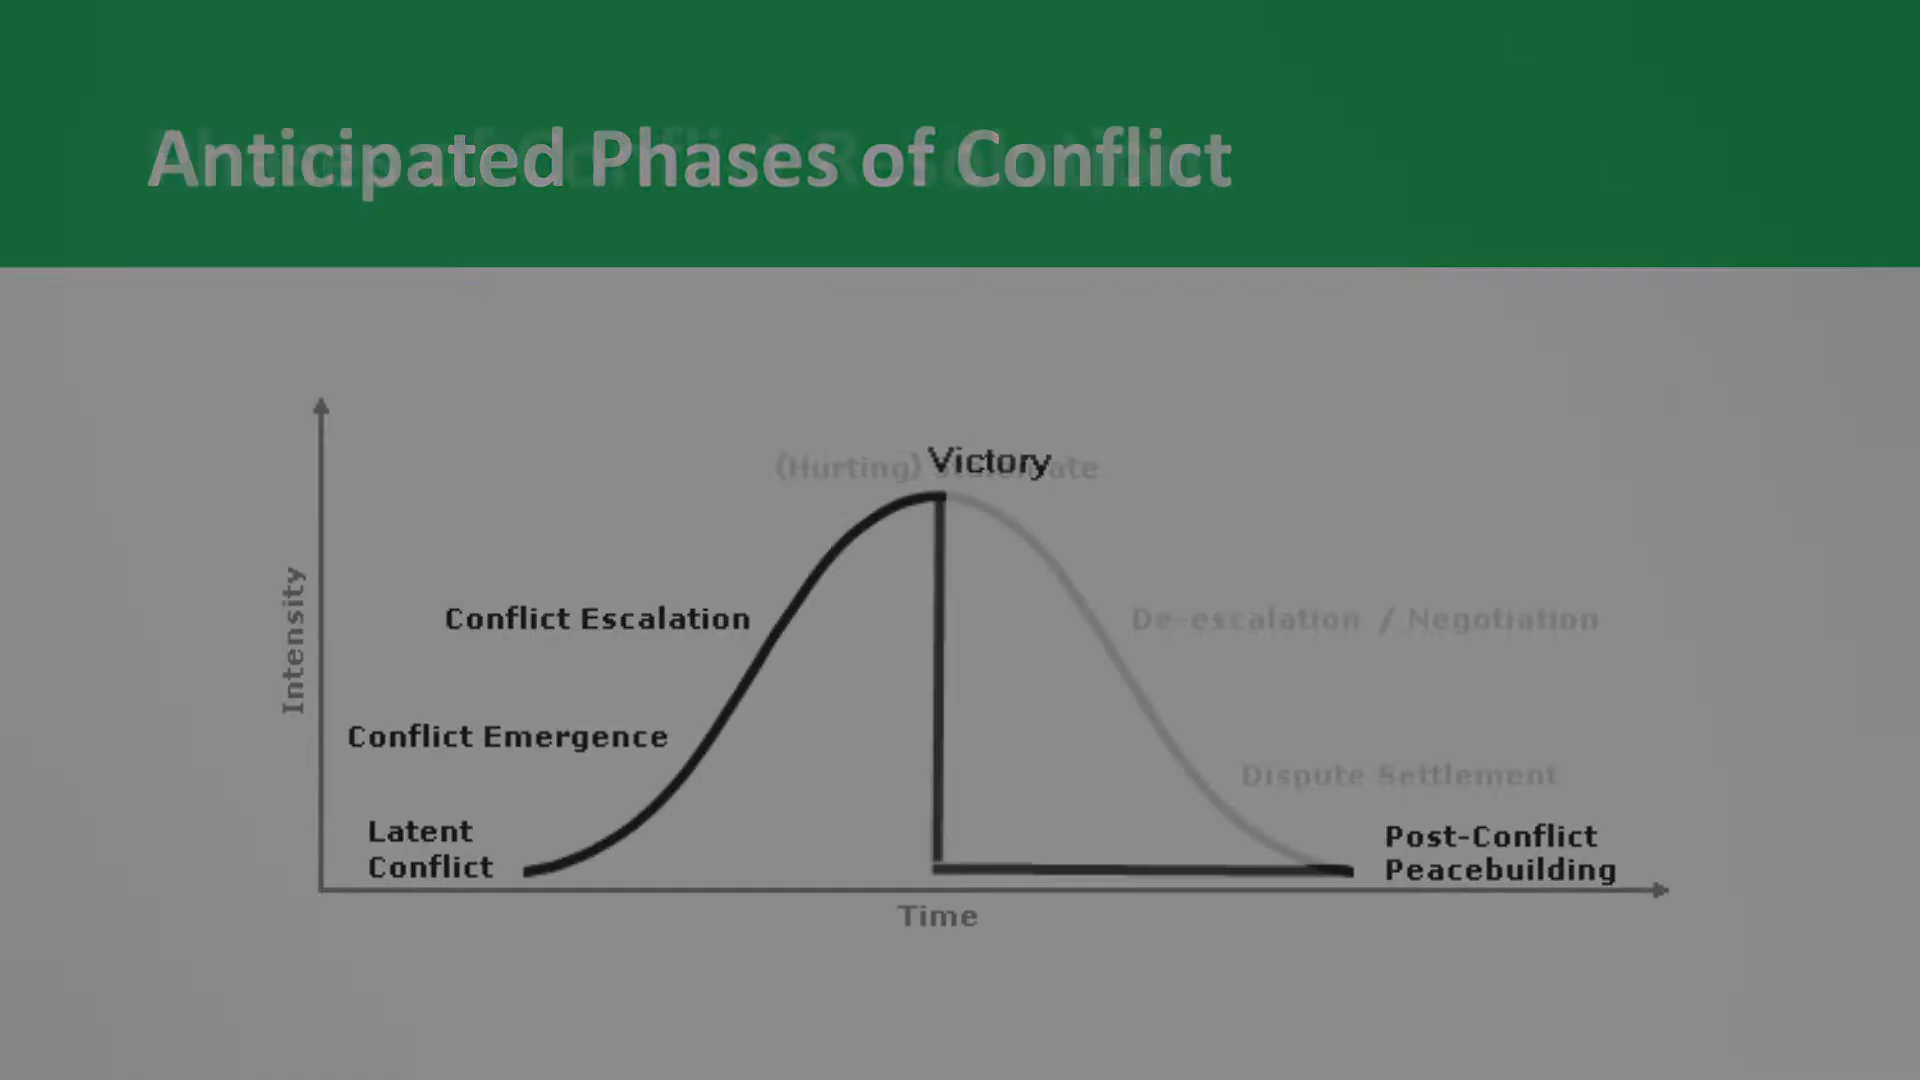 Anticipated Phases of Conflict
Victory
(Hurting)
Conflict Escalation
De-escalation / Negotiation
Intensity
Conflict Emergence
Dispute Settlement
Latent
Conflict
Post-Conflict
Peacebuilding
Time